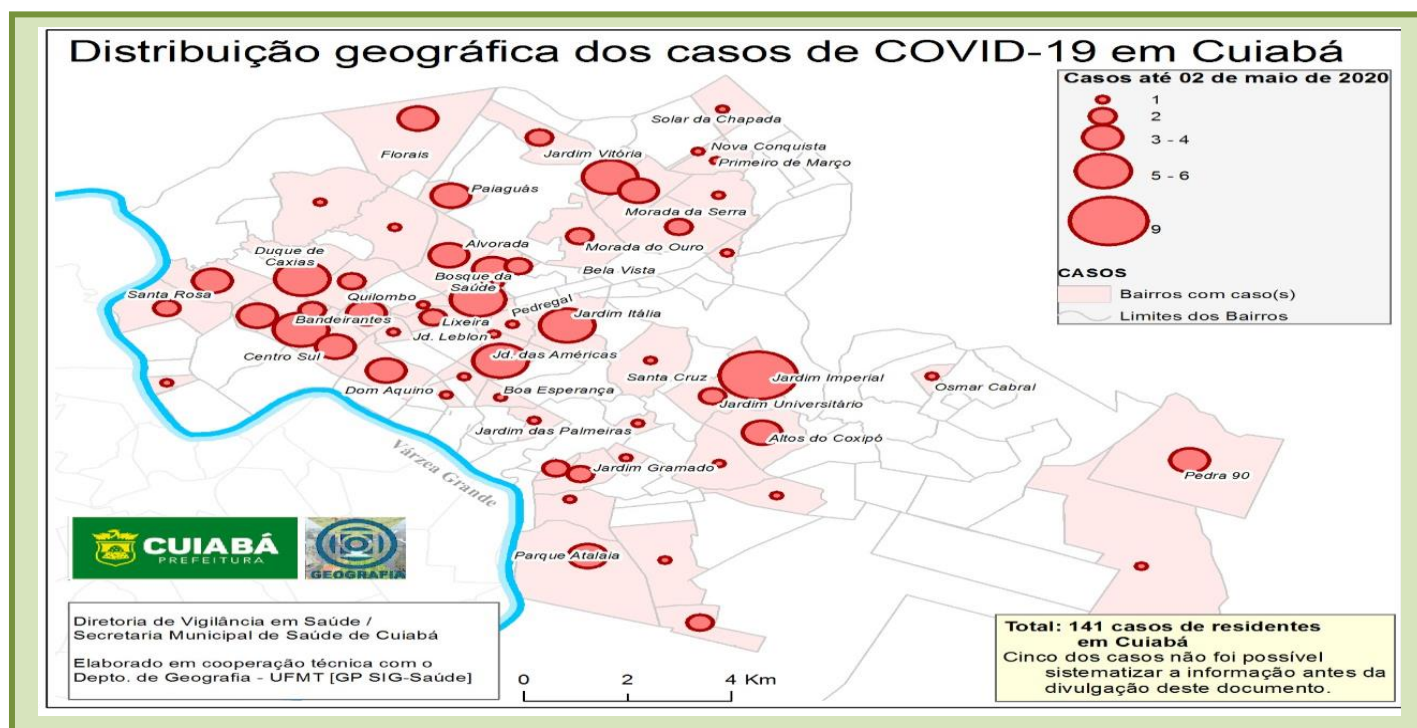 Distribuição geográfica dos casos de COVID-19 em Cuiabá
Casos até 02 de maio de 2020
1
2
3 - 4
5 - 6
9
CASOS
Bairros com caso(s)
Limites dos Bairros
Solar da Chapada
Nova Conquista
Primeiro de Março
Jardim Vitória
Florais
Paiaguás
Morada da Serra
Alvorada
Morada do Ouro
Duque de
Caxias
Bela Vista
Bosque da
Saúde
Santa Rosa
Quilombo
Pedregal
Bandeirantes
Lixeira
Jardim Itália
Jd. Leblon
Centro Sul
Jd. das Américas
Santa Cruz
Jardim Imperial
Osmar Cabral
Dom Aquino
Boa Esperança
Jardim Universitário
Jardim das Palmeiras
Altos do Coxipó
Várzea Grande
Jardim Gramado
Pedra 90
Parque Atalaia
CUIABÁ
PREFEITURA
GEOGRAFIA
Diretoria de Vigilância em Saúde /
Secretaria Municipal de Saúde de Cuiabá
Elaborado em cooperação técnica com o
Depto. de Geografia - UFMT [GP SIG-Saúde]
0 2 4 Km
Total: 141 casos de residentes
em Cuiabá
Cinco dos casos não foi possível
sistematizar a informação antes da
divulgação deste documento.